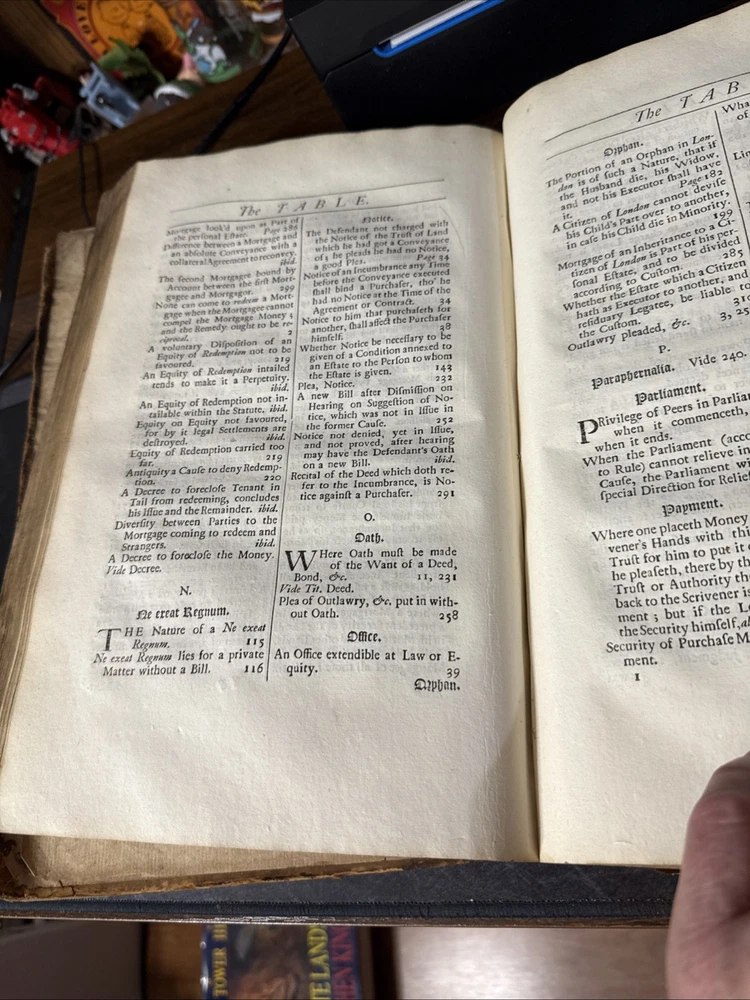 The TABLE.
Mortgage look'd upon as Part of
the personal Estate. Page
Difference between a Mortgage and
an absolute Conveyance with a
collateral Agreement to reconvey.
ibid.
The second Mortgagee bound by
Account between the first Mort-
gagee and Mortgagor. 299
None can come to redeem a Mort-
gage when the Mortgagee cannot
compel the Mortgage Money ;
and the Remedy ought to be re-
ciprocal. 2
A voluntary Disposition of an
Equity of Redemption not to be
favoured. 219
An Equity of Redemption intailed
tends to make it a Perpetuity.
ibid.
An Equity of Redemption not in-
tailable within the Statute. ibid.
Equity on Equity not favoured,
for by it legal Settlements are
destroyed. ibid.
Equity of Redemption carried too
far. 219
Antiquity a Cause to deny Redemp-
tion. 220
A Decree to foreclose Tenant in
Tail from redeeming, concludes
his Issue and the Remainder. ibid.
Diversity between Parties to the
Mortgage coming to redeem and
Strangers. ibid.
A Decree to foreclose the Money.
Vide Decree.
N.
Ne exeat Regnum.
THE Nature of a Ne exeat
Regnum. 115
Ne exeat Regnum lies for a private
Matter without a Bill. 116
Notice.
The Defendant not charged with
the Notice of the Trust of Land
which he had got a Conveyance
of ; he pleads he had no Notice,
a good Plea. Page 34
Notice of an Incumbrance any Time
before the Conveyance executed
shall bind a Purchaser, tho' he
had no Notice at the Time of the
Agreement or Contract. 34
Notice to him that purchaseth for
another, shall affect the Purchaser
himself. 38
Whether Notice be necessary to be
given of a Condition annexed to
an Estate to the Person to whom
the Estate is given. 143
Plea, Notice. 232
A new Bill after Dismission on
Hearing on Suggestion of No-
tice, which was not in Issue in
the former Cause. 252
Notice not denied, yet in Issue,
and not proved, after hearing
may have the Defendant's Oath
on a new Bill. ibid.
Recital of the Deed which doth re-
fer to the Incumbrance, is No-
tice against a Purchaser. 291
O.
Oath.
WHere Oath must be made
of the Want of a Deed,
Bond, &c. 11, 231
Vide Tit. Deed.
Plea of Outlawry, &c. put in with-
out Oath. 258
Office.
An Office extendible at Law or E-
quity. 39
Orphan.
The TAB
Orphan.
The Portion of an Orphan in Lon-
don is of such a Nature, that if
the Husband die, his Widow,
and not his Executor shall have
it. Page 182
A Citizen of London cannot devise
his Child's Part over to another,
in case his Child die in Minority.
199
Mortgage of an Inheritance to a Ci-
tizen of London is Part of his per-
sonal Estate, and to be divided
according to Custom. 285
Whether the Estate which a Citizen
hath as Executor to another, and
residuary Legatee, be liable to
the Custom. 31
Outlawry pleaded, &c. 3, 25
P.
Paraphernalia. Vide 240.
Parliament.
PRivilege of Peers in Parlia
when it commenceth,
when it ends.
When the Parliament (acco
to Rule) cannot relieve in
Cause, the Parliament w
special Direction for Relief
Payment.
Where one placeth Money
vener's Hands with thi
Trust for him to put it o
he pleaseth, there by th
Trust or Authority th
back to the Scrivener is
ment ; but if the L
the Security himself, al
Security of Purchase M
ment.
I
Wha
of
Lin
TOWER